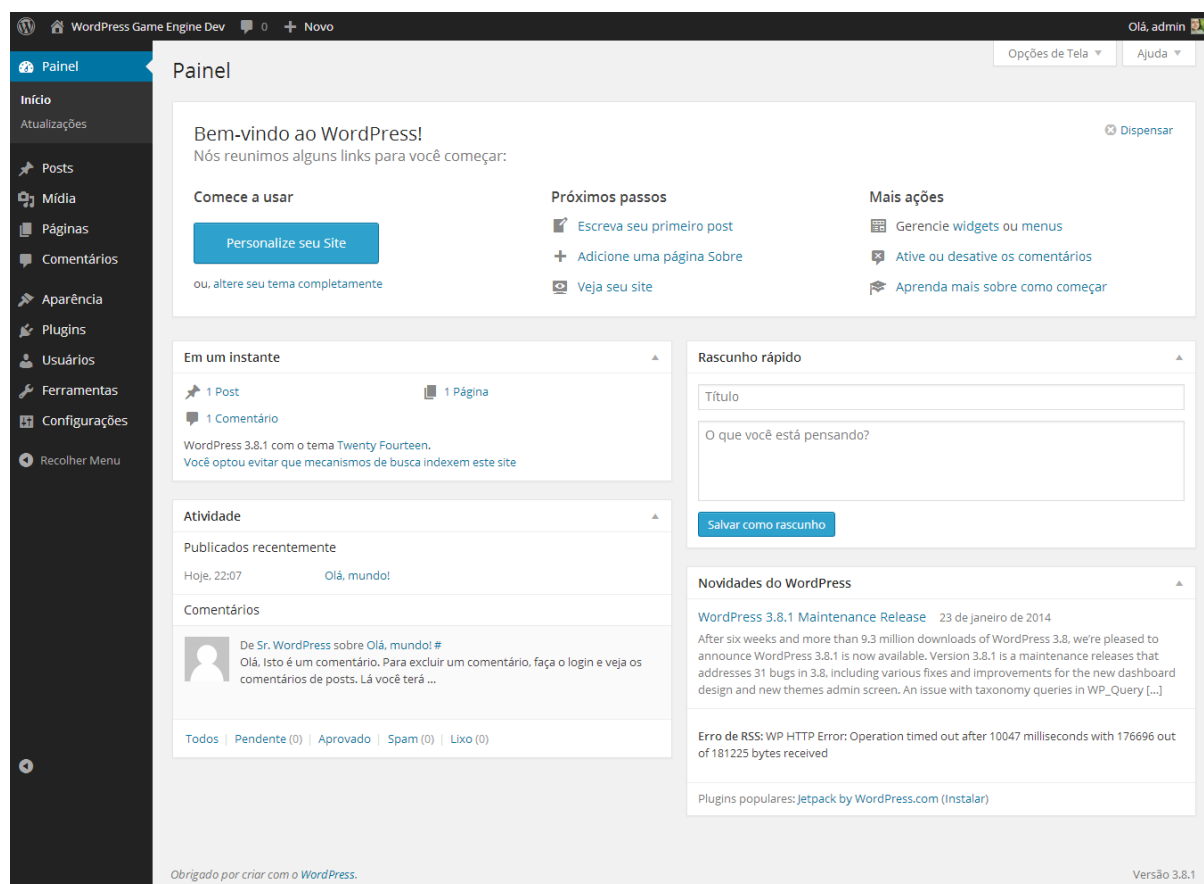 WordPress Game Engine Dev 0 Novo
Olá, admin
Painel
Início
Atualizações
Posts
Mídia
Páginas
Comentários
Aparência
Plugins
Usuários
Ferramentas
Configurações
Recolher Menu
Opções de Tela
Ajuda
Painel
Bem-vindo ao WordPress!
Dispensar
Nós reunimos alguns links para você começar:
Comece a usar
Personalize seu Site
ou, altere seu tema completamente
Próximos passos
Escreva seu primeiro post
Adicione uma página Sobre
Veja seu site
Mais ações
Gerencie widgets ou menus
Ative ou desative os comentários
Aprenda mais sobre como começar
Em um instante
1 Post
1 Página
1 Comentário
WordPress 3.8.1 com o tema Twenty Fourteen.
Você optou evitar que mecanismos de busca indexem este site
Atividade
Publicados recentemente
Hoje, 22:07 Olá, mundo!
Comentários
De Sr. WordPress sobre Olá, mundo! #
Olá, Isto é um comentário. Para excluir um comentário, faça o login e veja os
comentários de posts. Lá você terá ...
Todos | Pendente (0) | Aprovado | Spam (0) | Lixo (0)
Rascunho rápido
Título
O que você está pensando?
Salvar como rascunho
Novidades do WordPress
WordPress 3.8.1 Maintenance Release 23 de janeiro de 2014
After six weeks and more than 9.3 million downloads of WordPress 3.8, we're pleased to
announce WordPress 3.8.1 is now available. Version 3.8.1 is a maintenance releases that
addresses 31 bugs in 3.8, including various fixes and improvements for the new dashboard
design and new themes admin screen. An issue with taxonomy queries in WP_Query [...]
Erro de RSS: WP HTTP Error: Operation timed out after 10047 milliseconds with 176696 out
of 181225 bytes received
Plugins populares: Jetpack by WordPress.com (Instalar)
Obrigado por criar com o WordPress.
Versão 3.8.1